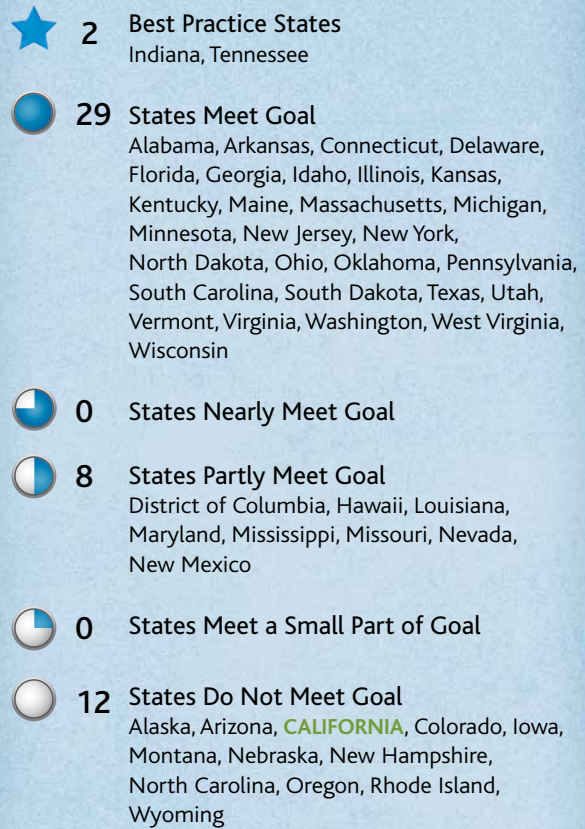 2 Best Practice States
Indiana, Tennessee
29 States Meet Goal
Alabama, Arkansas, Connecticut, Delaware,
Florida, Georgia, Idaho, Illinois, Kansas,
Kentucky, Maine, Massachusetts, Michigan,
Minnesota, New Jersey, New York,
North Dakota, Ohio, Oklahoma, Pennsylvania,
South Carolina, South Dakota, Texas, Utah,
Vermont, Virginia, Washington, West Virginia,
Wisconsin
0 States Nearly Meet Goal
8 States Partly Meet Goal
District of Columbia, Hawaii, Louisiana,
Maryland, Mississippi, Missouri, Nevada,
New Mexico
0 States Meet a Small Part of Goal
12 States Do Not Meet Goal
Alaska, Arizona, CALIFORNIA, Colorado, Iowa,
Montana, Nebraska, New Hampshire,
North Carolina, Oregon, Rhode Island,
Wyoming